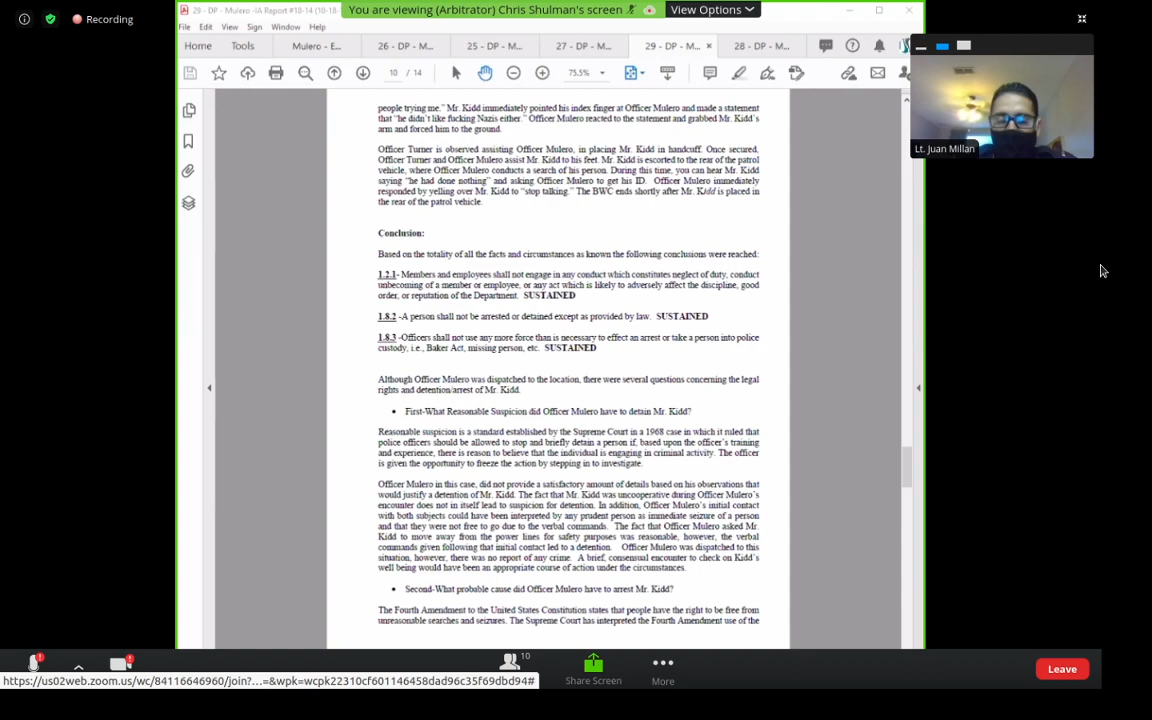 Recording
29 - DP - Mulero -IA Report #18-14 (10-18-
You are viewing (Arbitrator) Chris Shulman's screen
View Options
File Edit View Sign Window Help
Home Tools Mulero - E... 26 - DP - M... 25 - DP - M... 27 - DP - M... 29 - DP - M... × 28 - DP - M...
10 / 14 75.5%
Lt. Juan Millan
people trying me." Mr. Kidd immediately pointed his index finger at Officer Mulero and made a statement
that "he didn't like fucking Nazis either." Officer Mulero reacted to the statement and grabbed Mr. Kidd's
arm and forced him to the ground.
Officer Turner is observed assisting Officer Mulero, in placing Mr. Kidd in handcuff. Once secured,
Officer Turner and Officer Mulero assist Mr. Kidd to his feet. Mr. Kidd is escorted to the rear of the patrol
vehicle, where Officer Mulero conducts a search of his person. During this time, you can hear Mr. Kidd
saying "he had done nothing" and asking Officer Mulero to get his ID. Officer Mulero immediately
responded by yelling over Mr. Kidd to "stop talking." The BWC ends shortly after Mr. Kidd is placed in
the rear of the patrol vehicle.
Conclusion:
Based on the totality of all the facts and circumstances as known the following conclusions were reached:
1.2.1- Members and employees shall not engage in any conduct which constitutes neglect of duty, conduct
unbecoming of a member or employee, or any act which is likely to adversely affect the discipline, good
order, or reputation of the Department. SUSTAINED
1.8.2 -A person shall not be arrested or detained except as provided by law. SUSTAINED
1.8.3 -Officers shall not use any more force than is necessary to effect an arrest or take a person into police
custody, i.e., Baker Act, missing person, etc. SUSTAINED
Although Officer Mulero was dispatched to the location, there were several questions concerning the legal
rights and detention/arrest of Mr. Kidd.
• First-What Reasonable Suspicion did Officer Mulero have to detain Mr. Kidd?
Reasonable suspicion is a standard established by the Supreme Court in a 1968 case in which it ruled that
police officers should be allowed to stop and briefly detain a person if, based upon the officer's training
and experience, there is reason to believe that the individual is engaging in criminal activity. The officer
is given the opportunity to freeze the action by stepping in to investigate.
Officer Mulero in this case, did not provide a satisfactory amount of details based on his observations that
would justify a detention of Mr. Kidd. The fact that Mr. Kidd was uncooperative during Officer Mulero's
encounter does not in itself lead to suspicion for detention. In addition, Officer Mulero's initial contact
with both subjects could have been interpreted by any prudent person as immediate seizure of a person
and that they were not free to go due to the verbal commands. The fact that Officer Mulero asked Mr.
Kidd to move away from the power lines for safety purposes was reasonable, however, the verbal
commands given following that initial contact led to a detention. Officer Mulero was dispatched to this
situation, however, there was no report of any crime. A brief, consensual encounter to check on Kidd's
well being would have been an appropriate course of action under the circumstances.
• Second-What probable cause did Officer Mulero have to arrest Mr. Kidd?
The Fourth Amendment to the United States Constitution states that people have the right to be free from
unreasonable searches and seizures. The Supreme Court has interpreted the Fourth Amendment use of the
10
Share Screen
More
Leave
https://us02web.zoom.us/wc/84116646960/join?...=&wpk=wcpk22310cf601146458dad96c35f69dbd94#